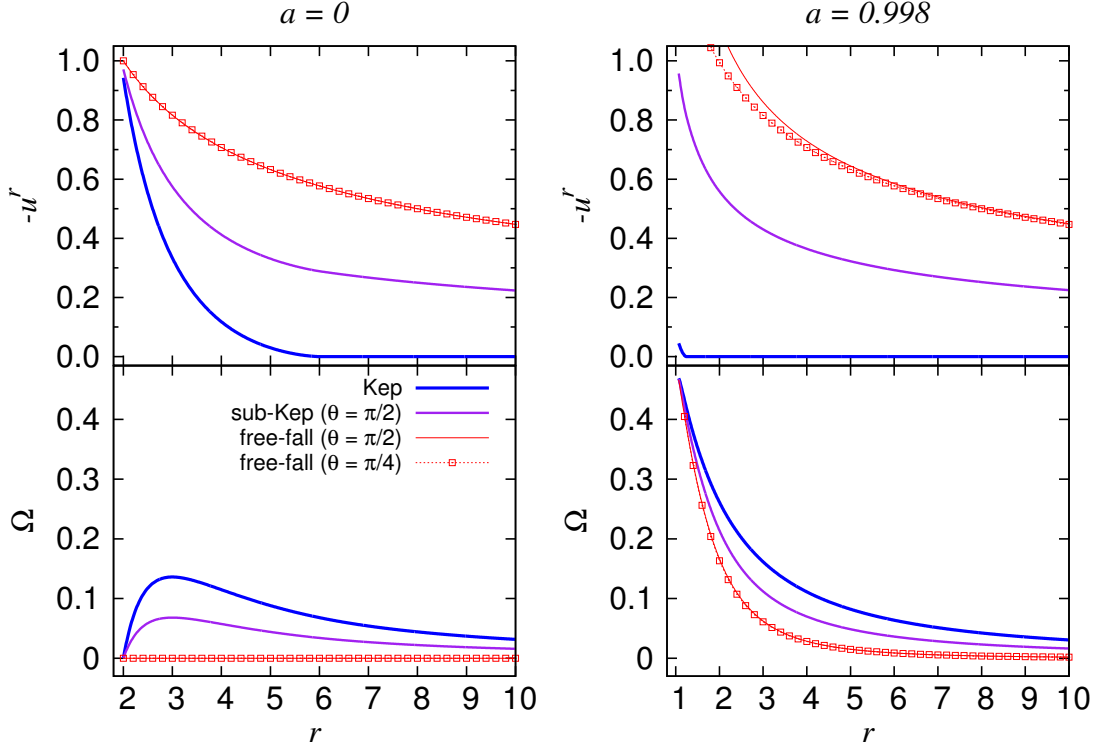 a = 0
a = 0.998
1.0
0.8
0.6
0.4
0.2
0.0
-u^r
1.0
0.8
0.6
0.4
0.2
0.0
-u^r
Kep
sub-Kep (θ = π/2)
free-fall (θ = π/2)
free-fall (θ = π/4)
0.4
0.3
0.2
0.1
0
Ω
0.4
0.3
0.2
0.1
0
Ω
2 3 4 5 6 7 8 9 10
1 2 3 4 5 6 7 8 9 10
r
r